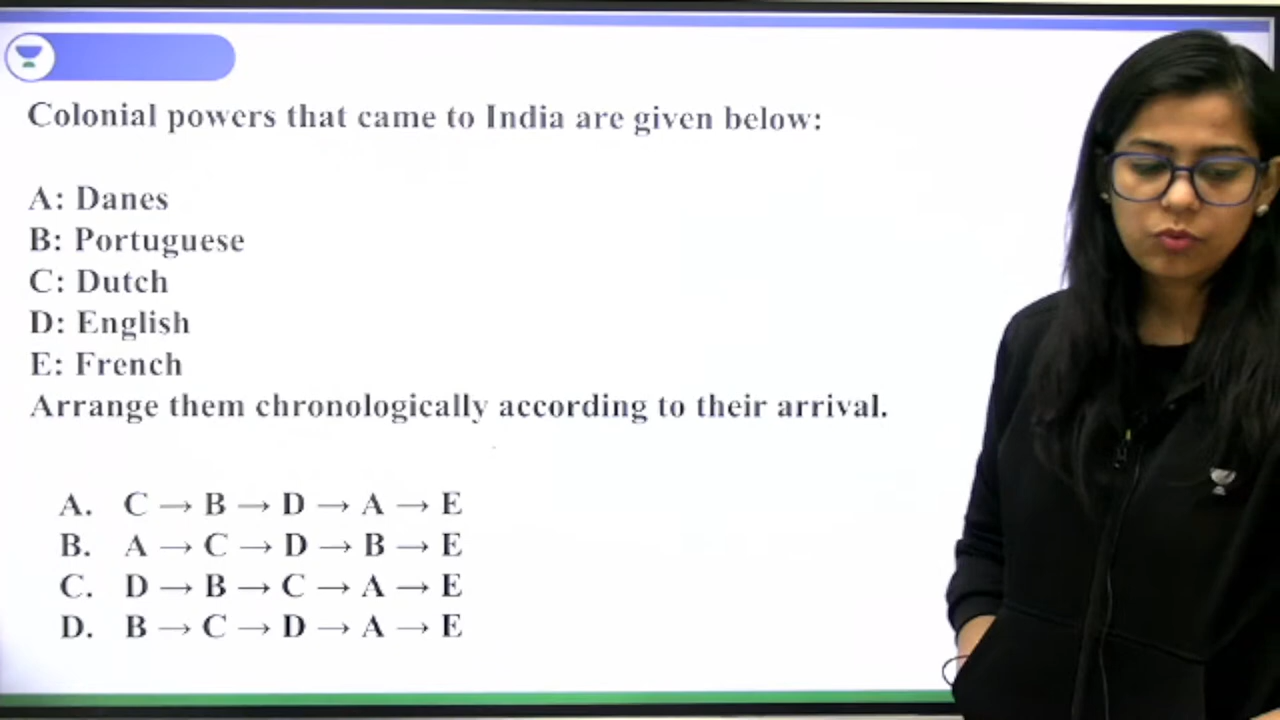 Colonial powers that came to India are given below:
A: Danes
B: Portuguese
C: Dutch
D: English
E: French
Arrange them chronologically according to their arrival.
A. C → B → D → A → E
B. A → C → D → B → E
C. D → B → C → A → E
D. B → C → D → A → E